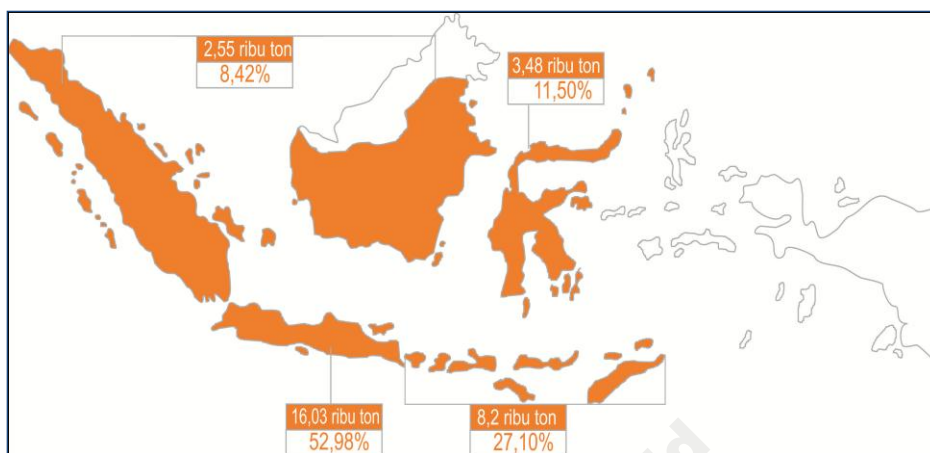 2,55 ribu ton
8,42%
3,48 ribu ton
11,50%
16,03 ribu ton
52,98%
8,2 ribu ton
27,10%